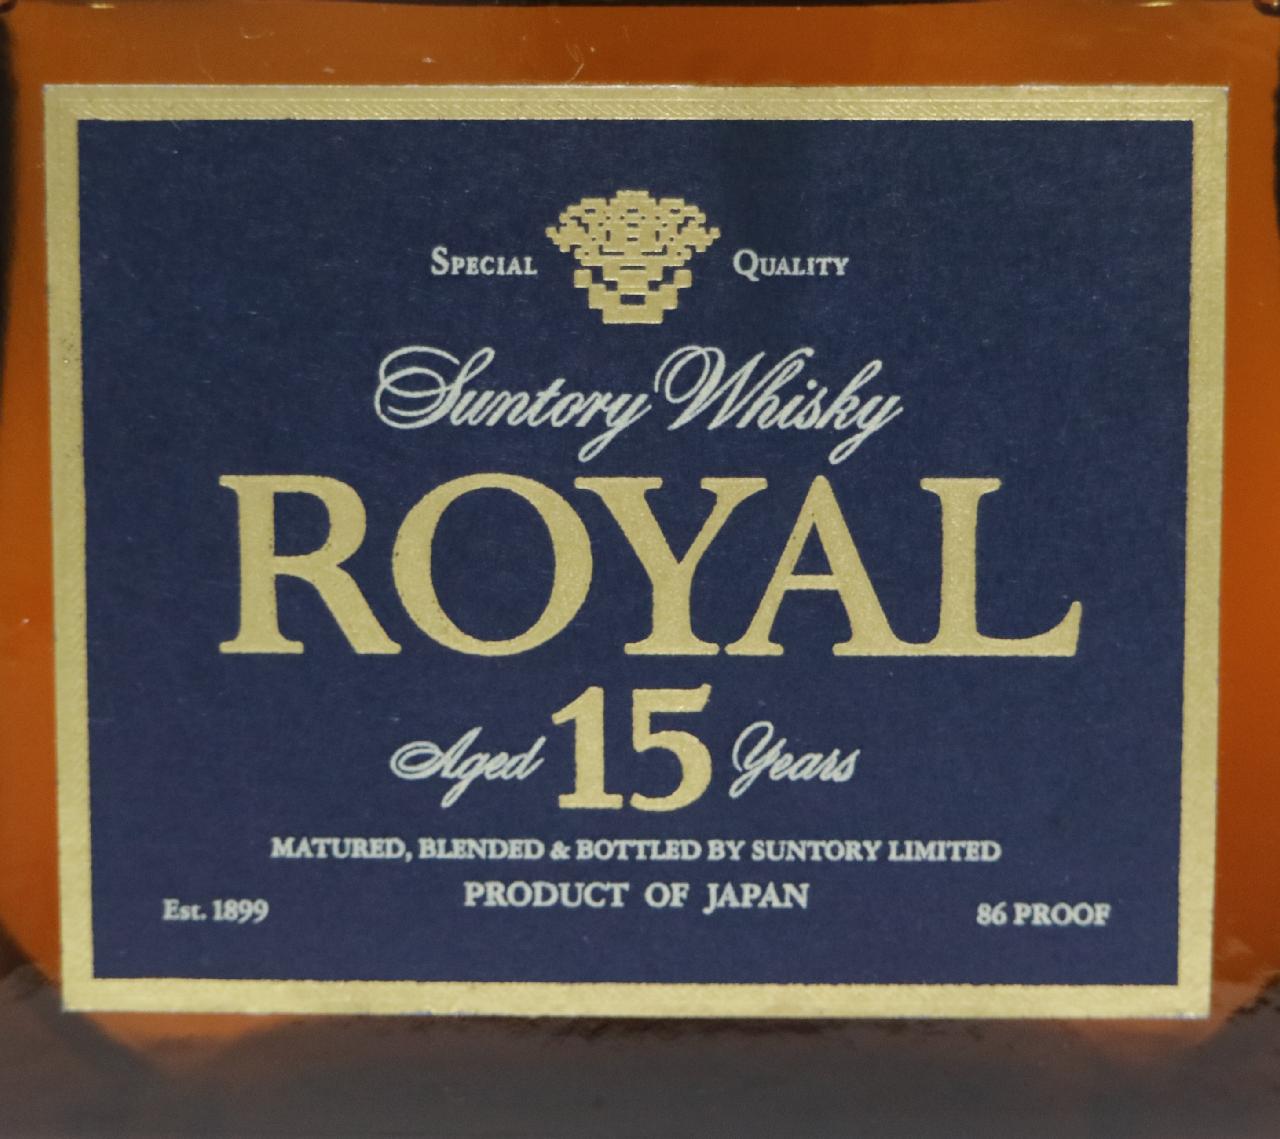 SPECIAL QUALITY
Suntory Whisky
ROYAL
Aged 15 Years
MATURED, BLENDED & BOTTLED BY SUNTORY LIMITED
PRODUCT OF JAPAN
Est. 1899 86 PROOF